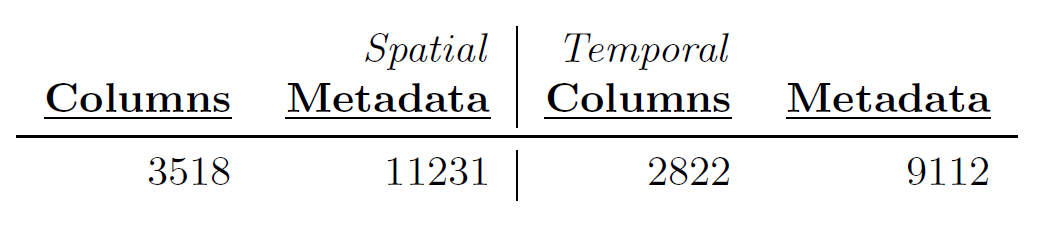 Spatial Temporal
Columns Metadata Columns Metadata
3518 11231 2822 9112